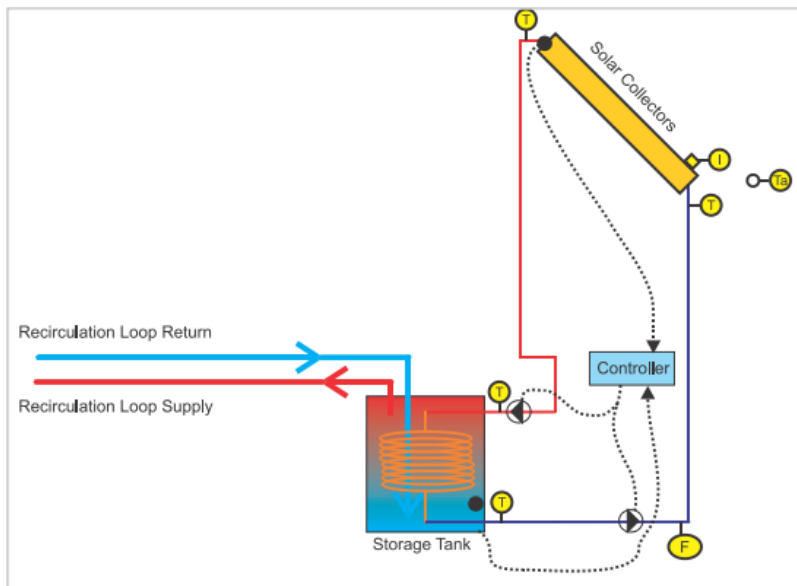 T
Solar Collectors
I
Ta
T
Recirculation Loop Return
Controller
Recirculation Loop Supply
T
T
Storage Tank
F